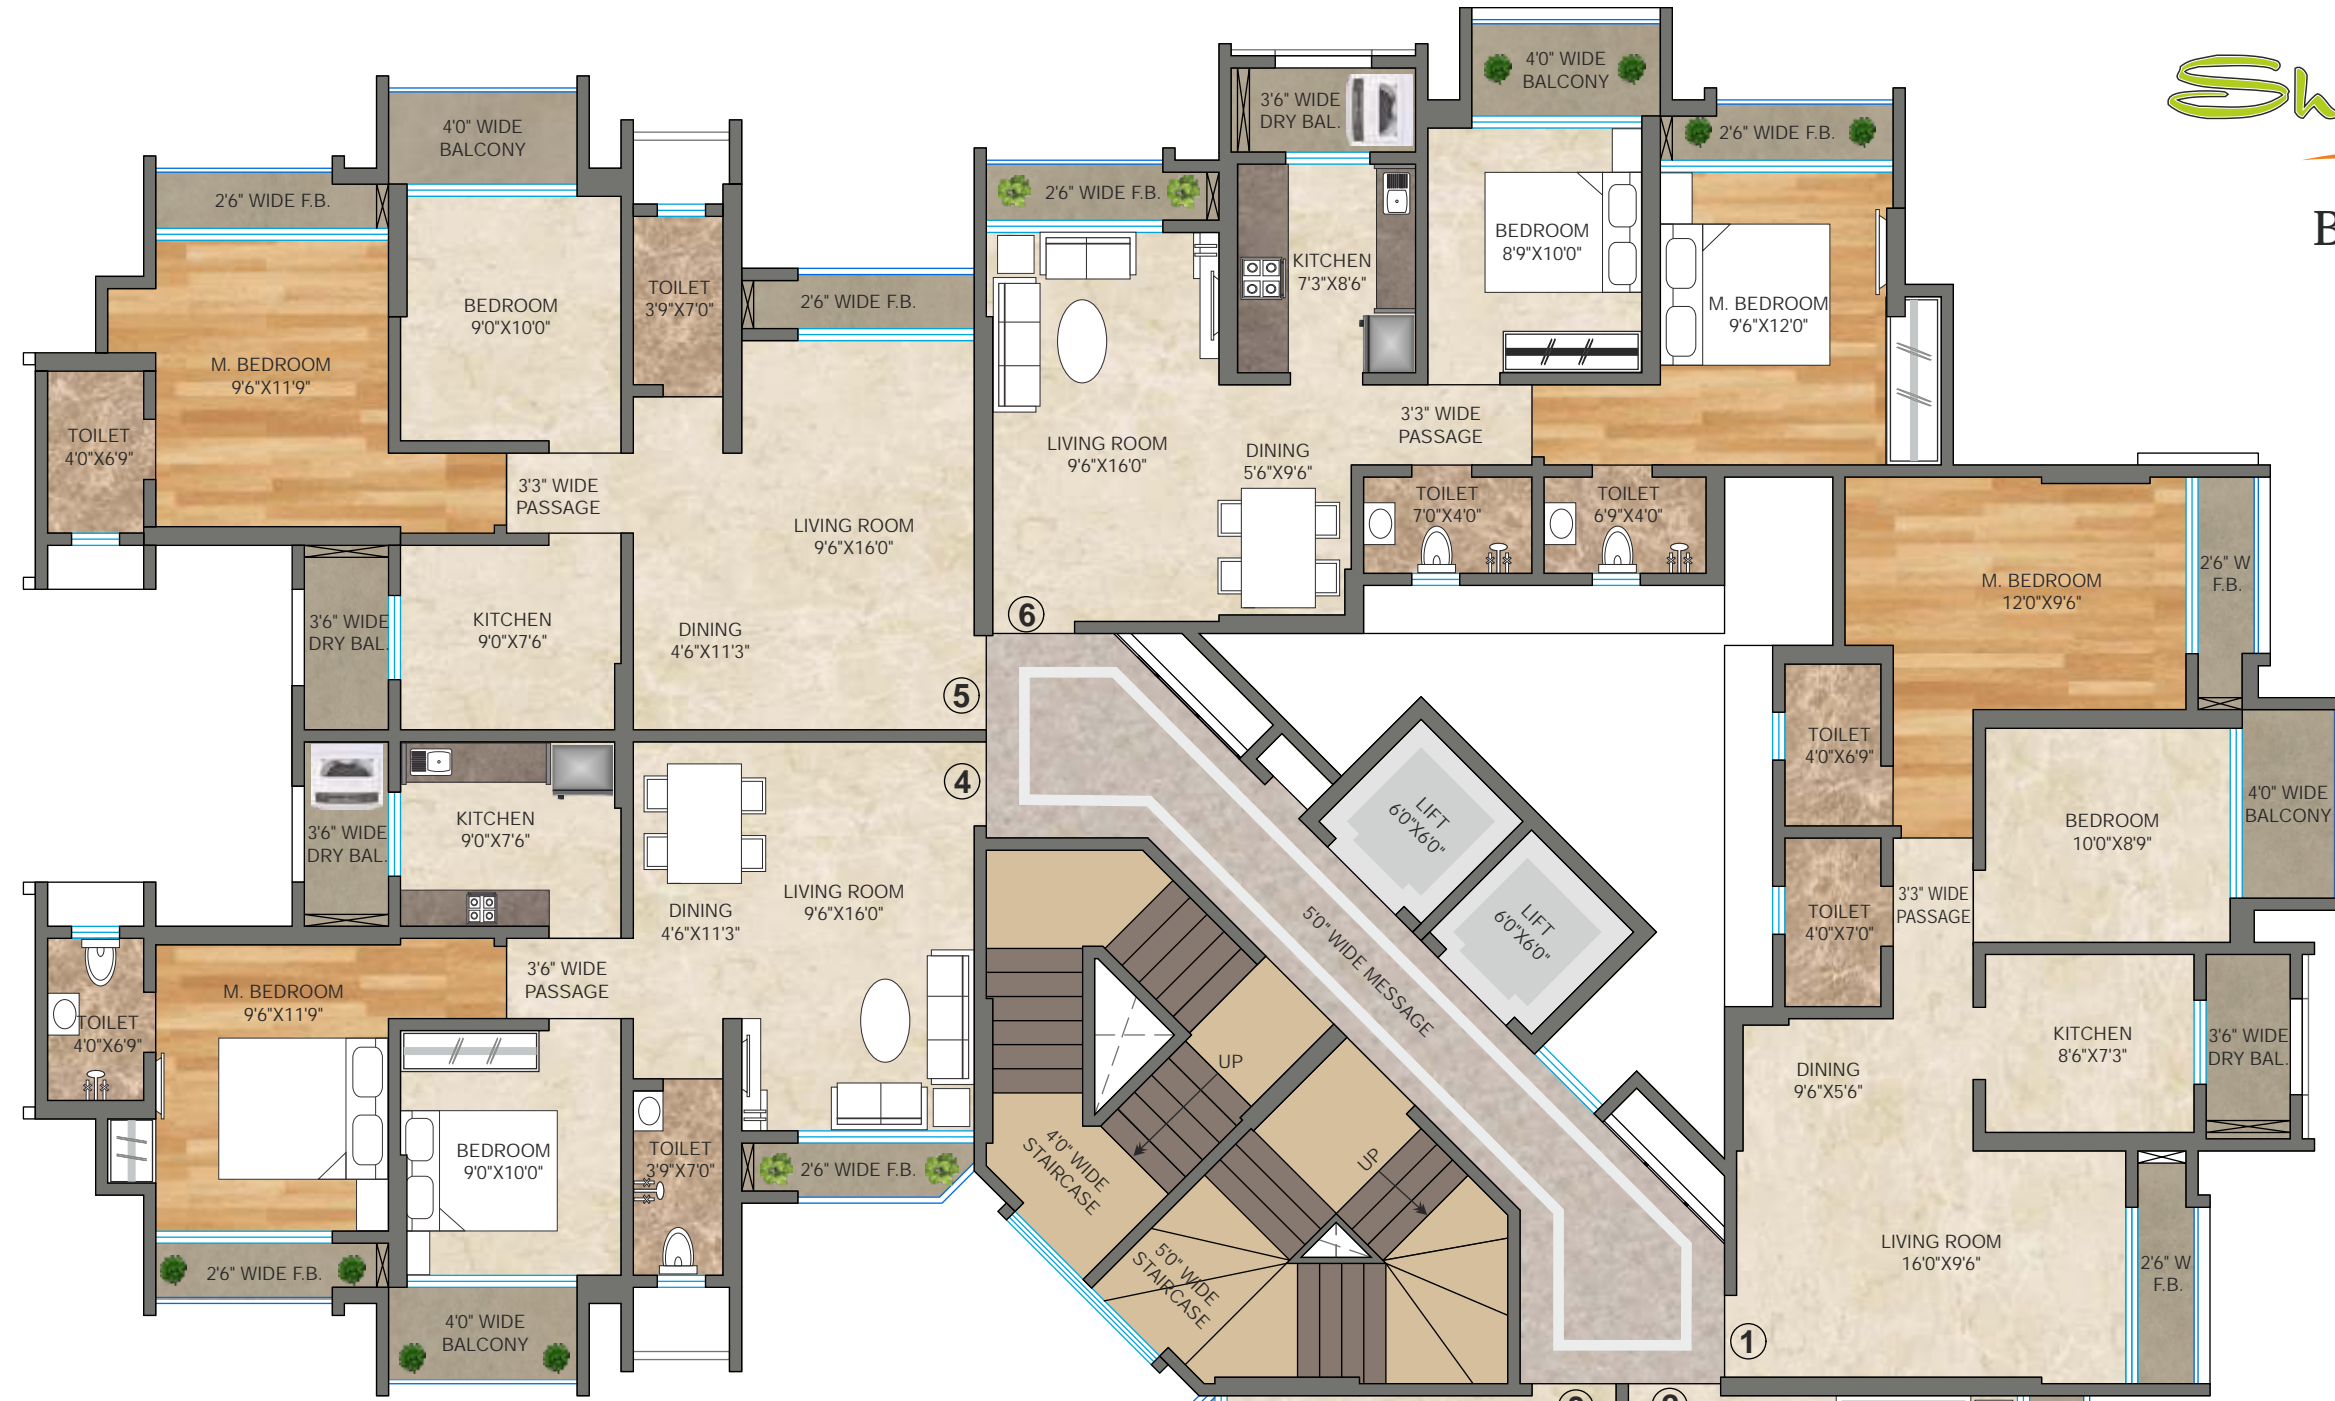 Sh
B
4'0" WIDE
BALCONY
2'6" WIDE F.B.
M. BEDROOM
9'6"X11'9"
BEDROOM
9'0"X10'0"
TOILET
3'9"X7'0"
2'6" WIDE F.B.
TOILET
4'0"X6'9"
3'3" WIDE
PASSAGE
LIVING ROOM
9'6"X16'0"
3'6" WIDE
DRY BAL.
KITCHEN
9'0"X7'6"
DINING
4'6"X11'3"
5
2'6" WIDE F.B.
3'6" WIDE
DRY BAL.
KITCHEN
7'3"X8'6"
4'0" WIDE
BALCONY
2'6" WIDE F.B.
BEDROOM
8'9"X10'0"
M. BEDROOM
9'6"X12'0"
LIVING ROOM
9'6"X16'0"
DINING
5'6"X9'6"
3'3" WIDE
PASSAGE
TOILET
7'0"X4'0"
TOILET
6'9"X4'0"
6
M. BEDROOM
12'0"X9'6"
2'6" W
F.B.
TOILET
4'0"X6'9"
BEDROOM
10'0"X8'9"
4'0" WIDE
BALCONY
TOILET
4'0"X7'0"
3'3" WIDE
PASSAGE
KITCHEN
8'6"X7'3"
3'6" WIDE
DRY BAL.
DINING
9'6"X5'6"
LIVING ROOM
16'0"X9'6"
2'6" W
F.B.
1
LIFT
6'0"X6'0"
LIFT
6'0"X6'0"
5'0" WIDE MESSAGE
UP
UP
4'0" WIDE
STAIRCASE
5'0" WIDE
STAIRCASE
4
3'6" WIDE
DRY BAL.
KITCHEN
9'0"X7'6"
DINING
4'6"X11'3"
LIVING ROOM
9'6"X16'0"
3'6" WIDE
PASSAGE
M. BEDROOM
9'6"X11'9"
TOILET
4'0"X6'9"
BEDROOM
9'0"X10'0"
TOILET
3'9"X7'0"
2'6" WIDE F.B.
2'6" WIDE F.B.
4'0" WIDE
BALCONY